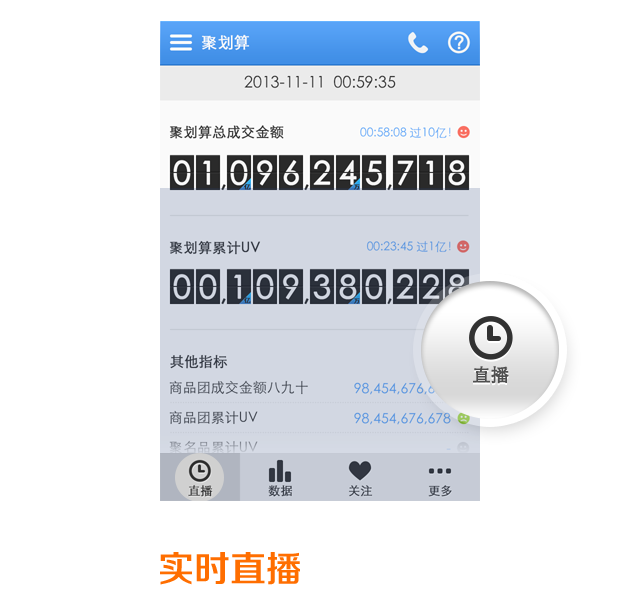 聚划算
2013-11-11 00:59:35
聚划算总成交金额 00:58:08 过10亿!
01,096,245,718
聚划算累计UV 00:23:45 过1亿!
00,109,380,228
其他指标
直播
商品团成交金额八九十 98,454,676,6
商品团累计UV 98,454,676,678
聚名品累计UV
直播 数据 关注 更多
实时直播